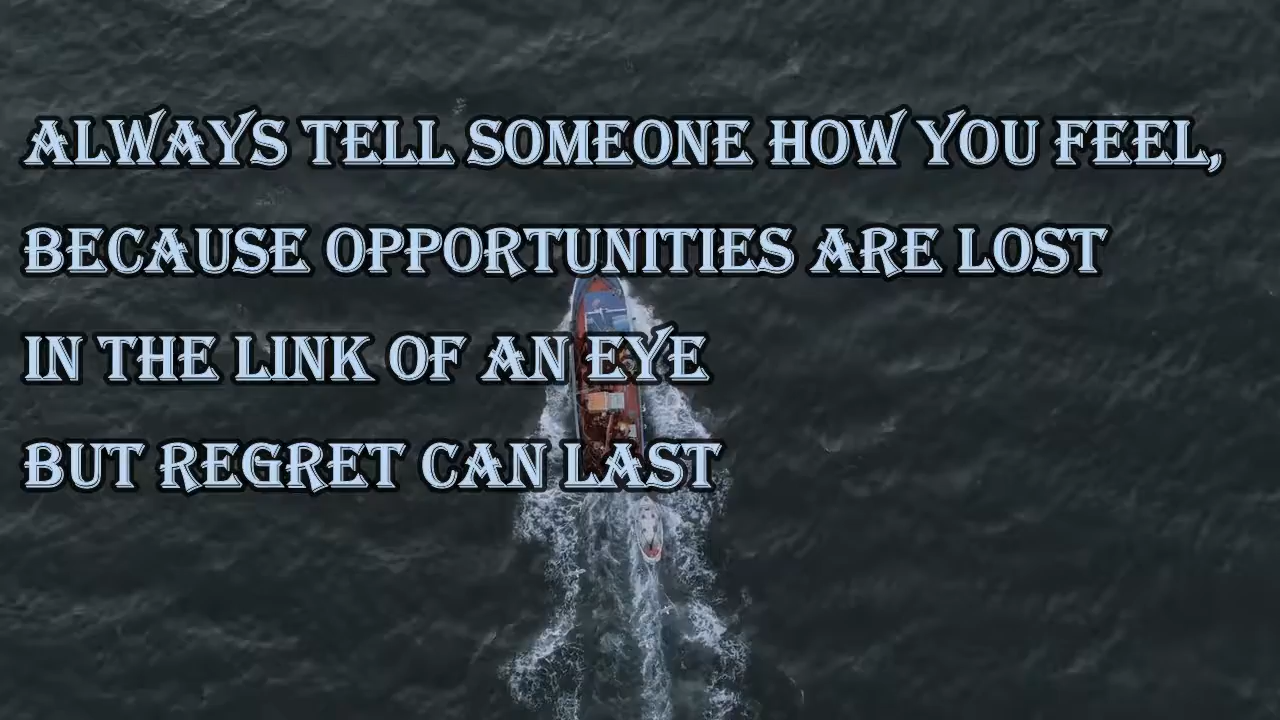 ALWAYS TELL SOMEONE HOW YOU FEEL,
BECAUSE OPPORTUNITIES ARE LOST
IN THE LINK OF AN EYE
BUT REGRET CAN LAST